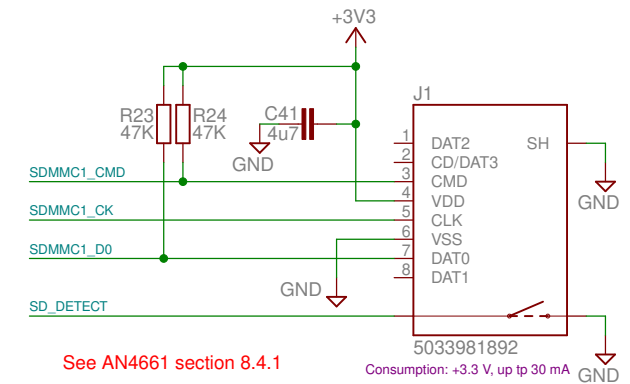 +3V3
J1
R23 R24 C41
47K 47K 4u7
GND
1 DAT2 SH
2 CD/DAT3
SDMMC1_CMD 3 CMD
4 VDD
GND
SDMMC1_CK 5 CLK
6 VSS
SDMMC1_D0 7 DAT0
8 DAT1
GND
SD_DETECT
5033981892
See AN4661 section 8.4.1
Consumption: +3.3 V, up tp 30 mA
GND